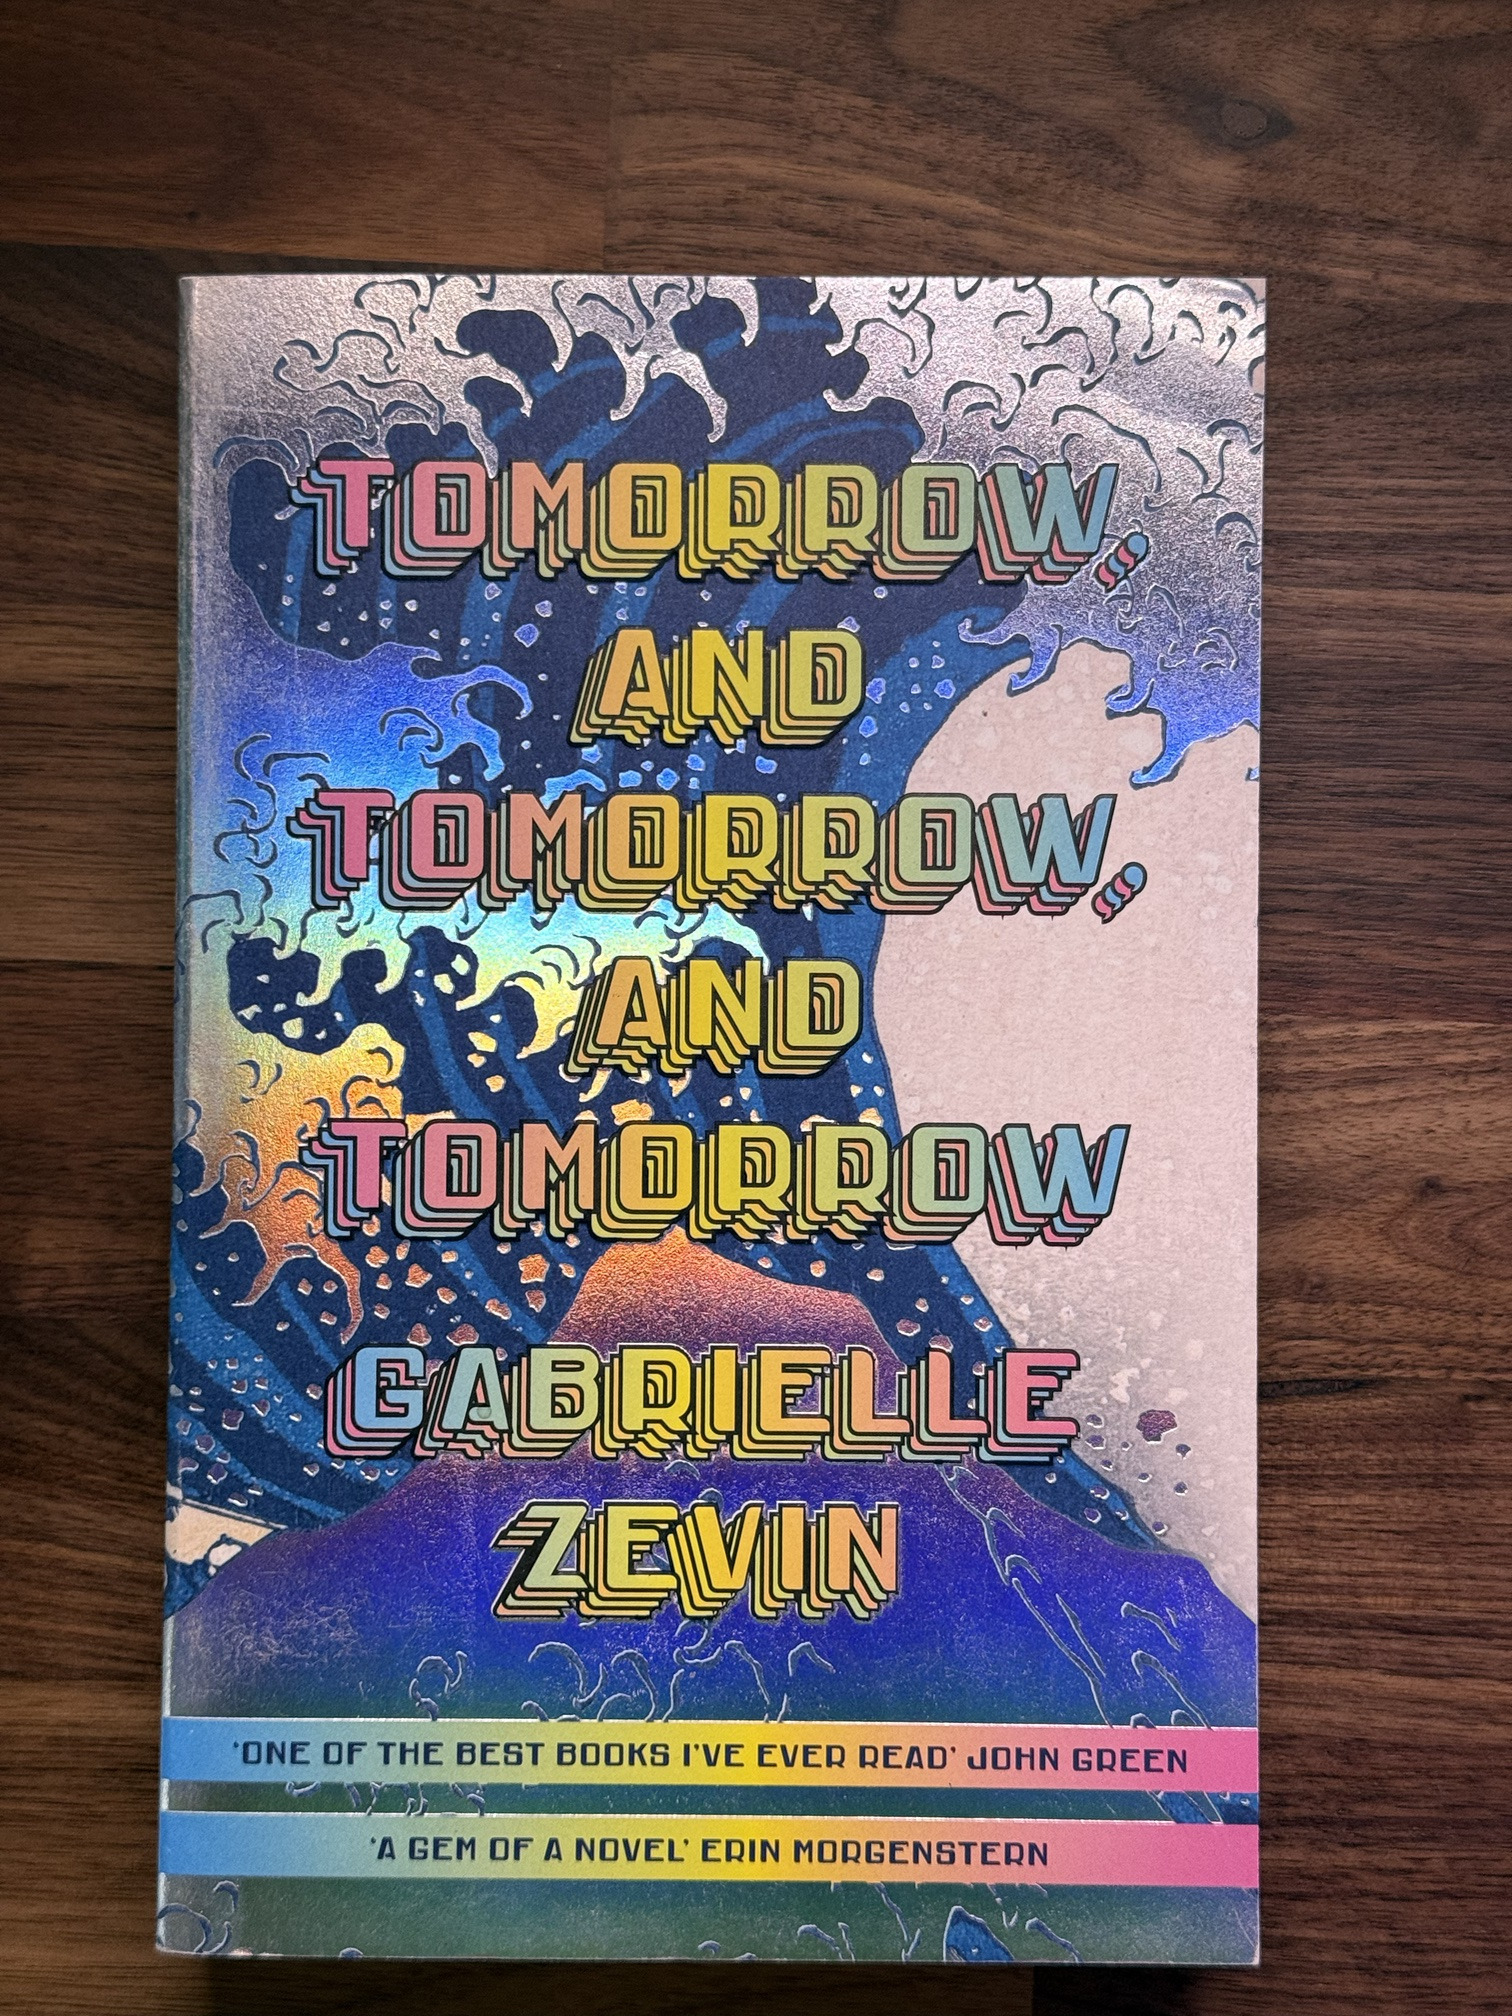 TOMORROW,
AND
TOMORROW,
AND
TOMORROW
GABRIELLE
ZEVIN
'ONE OF THE BEST BOOKS I'VE EVER READ' JOHN GREEN
'A GEM OF A NOVEL' ERIN MORGENSTERN